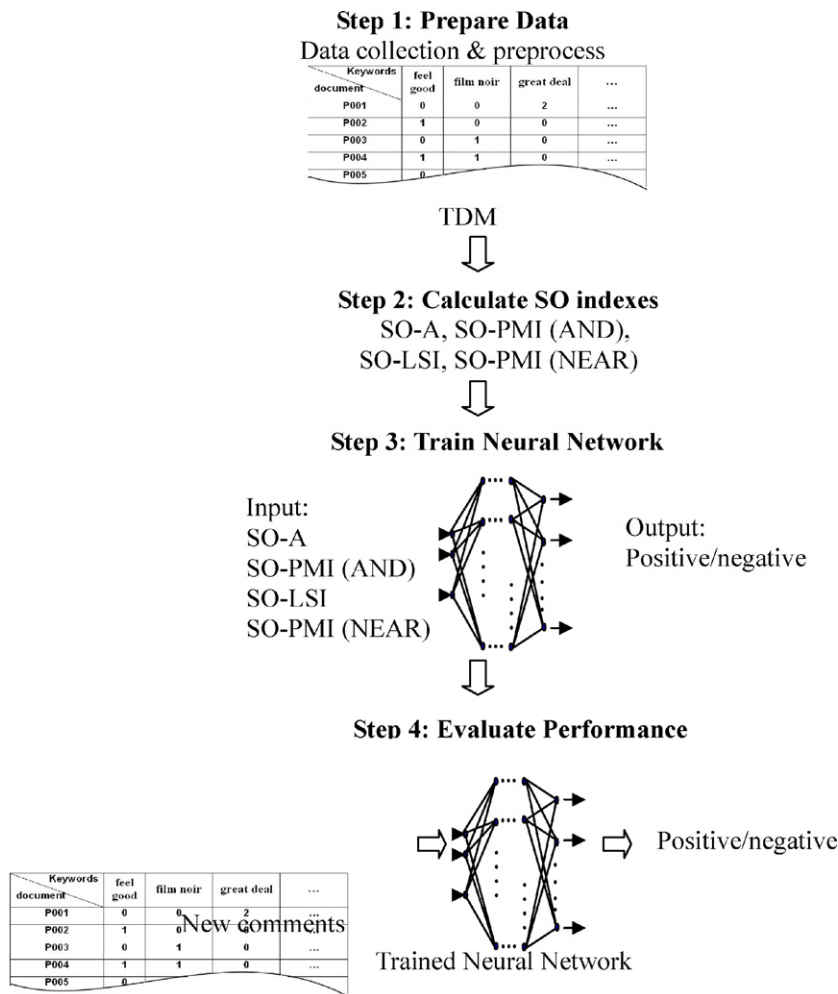 Step 1: Prepare Data
Data collection & preprocess
Keywords document feel good film noir great deal ...
P001 0 0 2 ...
P002 1 0 0 ...
P003 0 1 0 ...
P004 1 1 0 ...
P005 0
TDM
Step 2: Calculate SO indexes
SO-A, SO-PMI (AND),
SO-LSI, SO-PMI (NEAR)
Step 3: Train Neural Network
Input:
SO-A
SO-PMI (AND)
SO-LSI
SO-PMI (NEAR)
Output:
Positive/negative
Step 4: Evaluate Performance
Positive/negative
Keywords document feel good film noir great deal ...
P001 0 0 2 ...
P002 1 0 ...
New comments
P003 0 1 0 ...
P004 1 1 0 ...
P005 0
Trained Neural Network